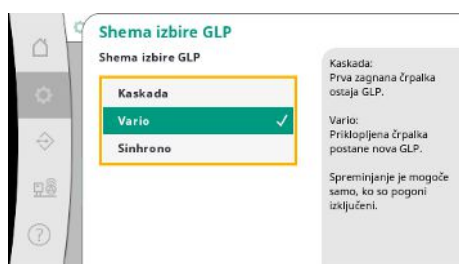 Shema izbire GLP
Shema izbire GLP
Kaskada
Vario
Sinhrono
Kaskada:
Prva zagnana črpalka
ostaja GLP.
Vario:
Priklopljena črpalka
postane nova GLP.
Spreminjanje je mogoče
samo, ko so pogoni
izključeni.